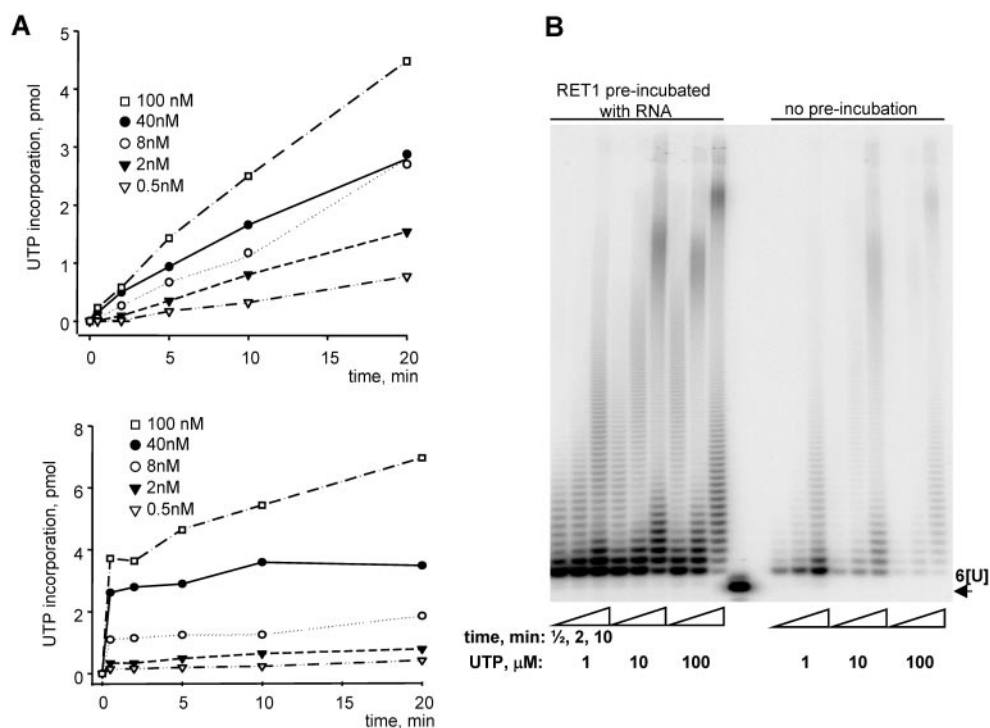 A
5
4
3
2
1
0
UTP incorporation, pmol
100 nM
40nM
8nM
2nM
0.5nM
0 5 10 15 20
time, min
8
6
4
2
0
UTP incorporation, pmol
100 nM
40nM
8nM
2nM
0.5nM
0 5 10 15 20
time, min
B
RET1 pre-incubated
with RNA
no pre-incubation
6[U]
time, min: ½, 2, 10
UTP, μM: 1 10 100 1 10 100